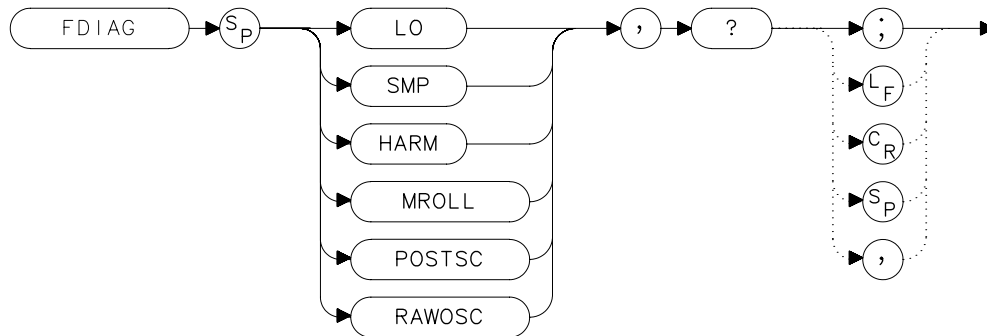 FDIAG SP LO , ? ;
SMP LF
HARM CR
MROLL SP
POSTSC ,
RAWOSC